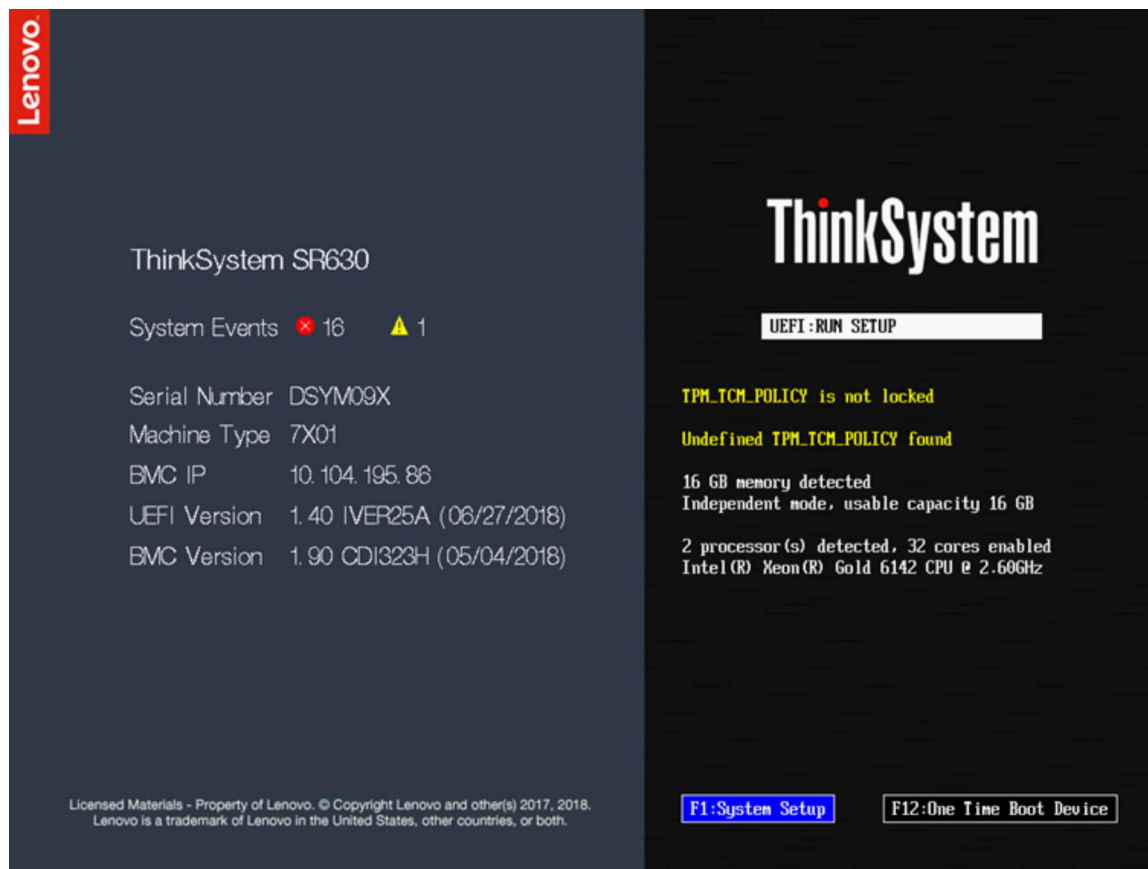 Lenovo
ThinkSystem SR630
System Events 16 1
Serial Number DSYM09X
Machine Type 7X01
BMC IP 10.104.195.86
UEFI Version 1.40 IVER25A (06/27/2018)
BMC Version 1.90 CDI323H (05/04/2018)
Licensed Materials - Property of Lenovo. © Copyright Lenovo and other(s) 2017, 2018.
Lenovo is a trademark of Lenovo in the United States, other countries, or both.
ThinkSystem
UEFI:RUN SETUP
TPM_TCM_POLICY is not locked
Undefined TPM_TCM_POLICY found
16 GB memory detected
Independent mode, usable capacity 16 GB
2 processor(s) detected, 32 cores enabled
Intel(R) Xeon(R) Gold 6142 CPU @ 2.60GHz
F1:System Setup
F12:One Time Boot Device